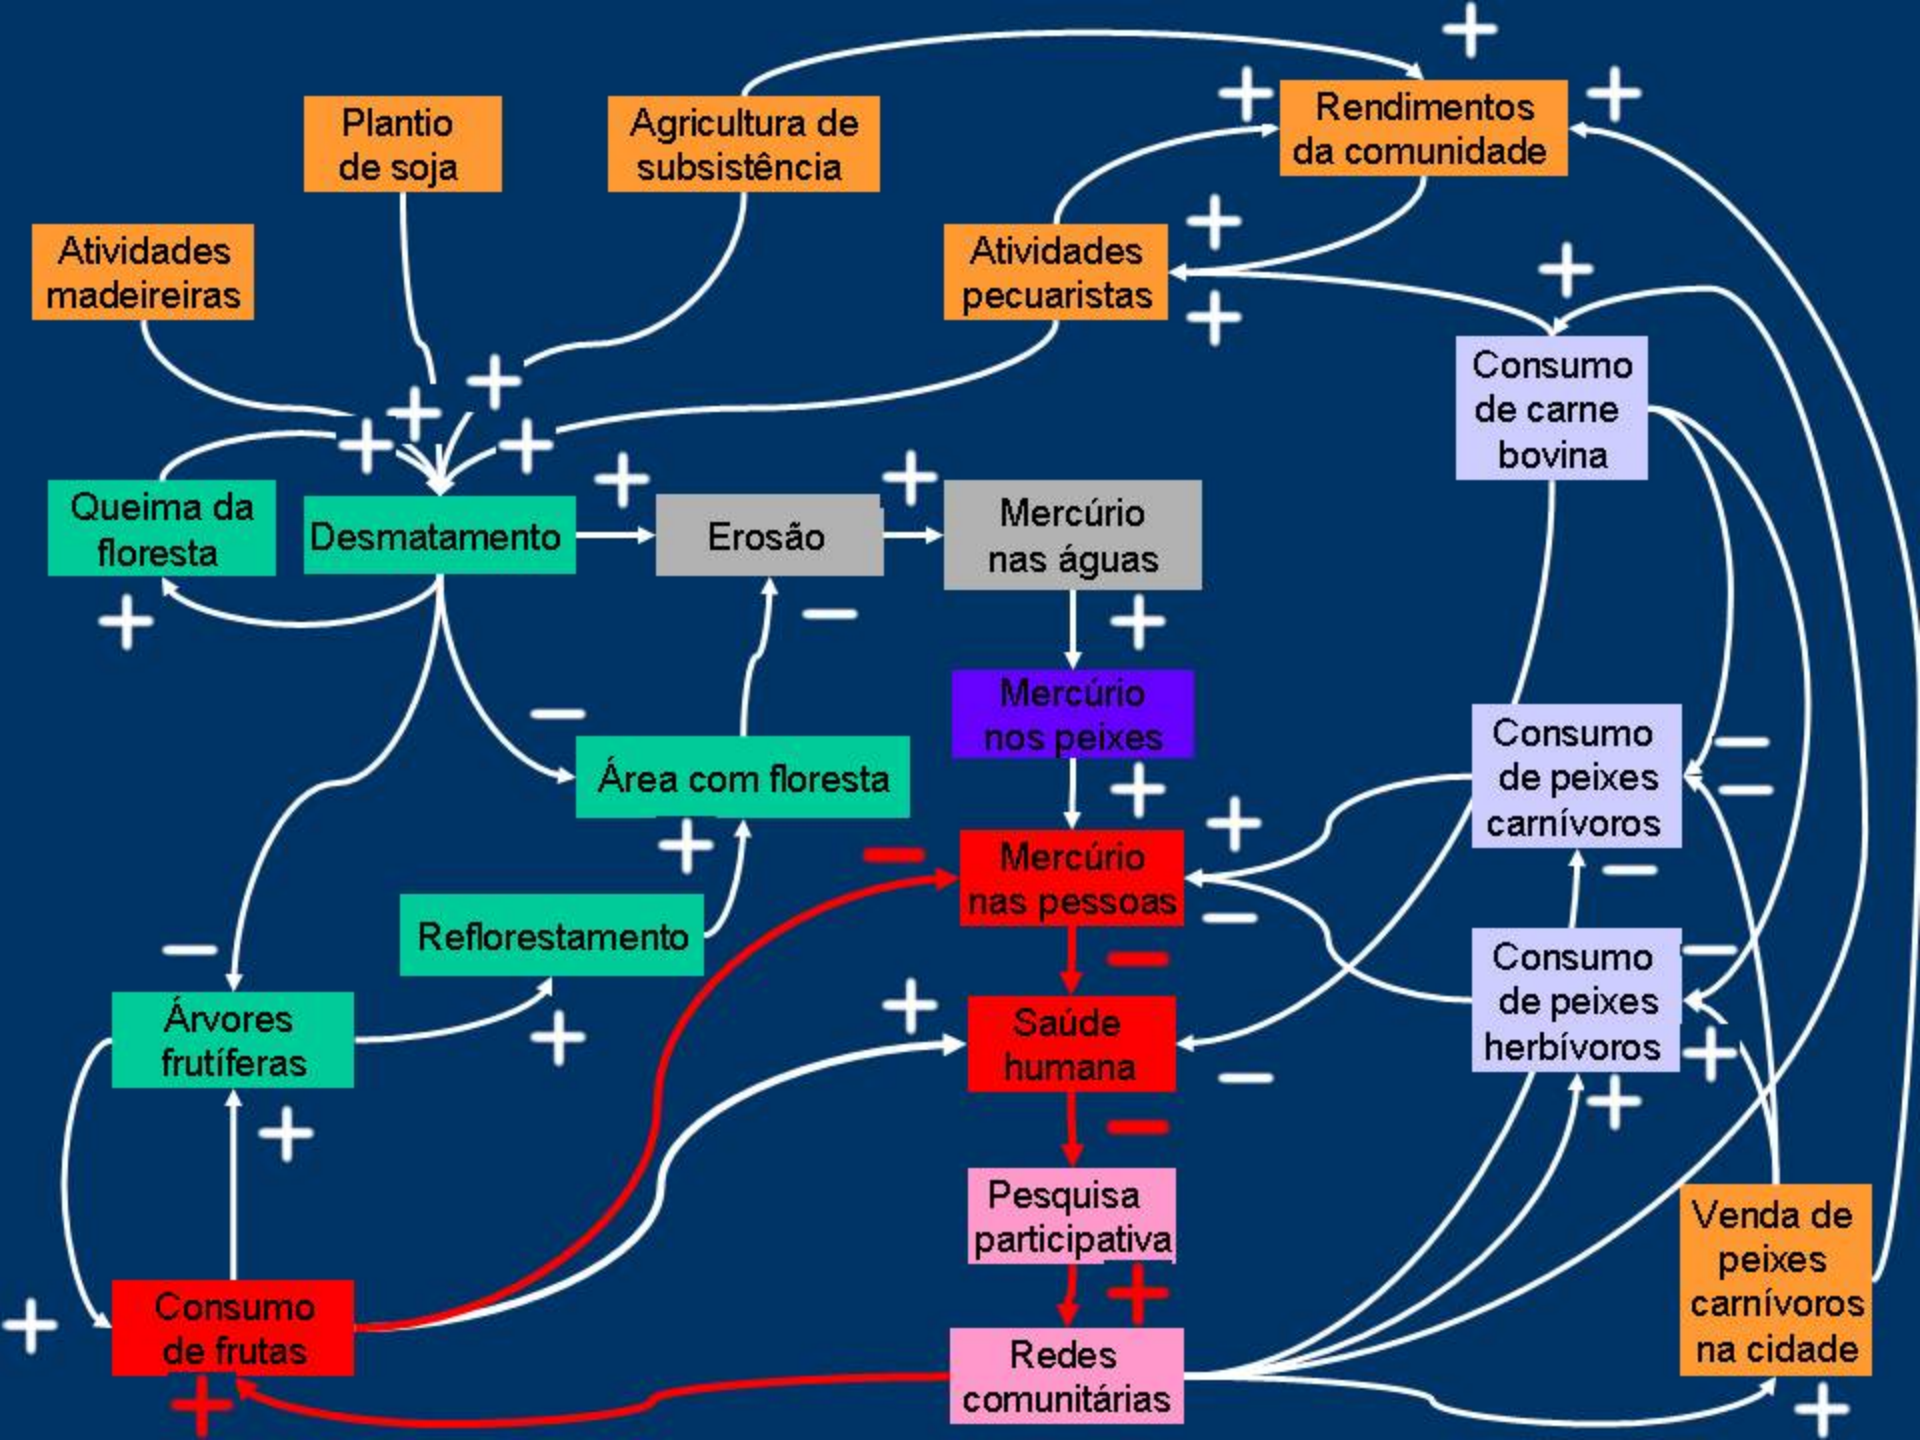 Rendimentos
da comunidade
Plantio
de soja
Agricultura de
subsistência
Atividades
madeireiras
Atividades
pecuaristas
Consumo
de carne
bovina
Queima da
floresta
Desmatamento
Erosão
Mercúrio
nas águas
Mercúrio
nos peixes
Consumo
de peixes
carnívoros
Área com floresta
Mercúrio
nas pessoas
Reflorestamento
Consumo
de peixes
herbívoros
Árvores
frutíferas
Saúde
humana
Pesquisa
participativa
Venda de
peixes
carnívoros
na cidade
Consumo
de frutas
Redes
comunitárias